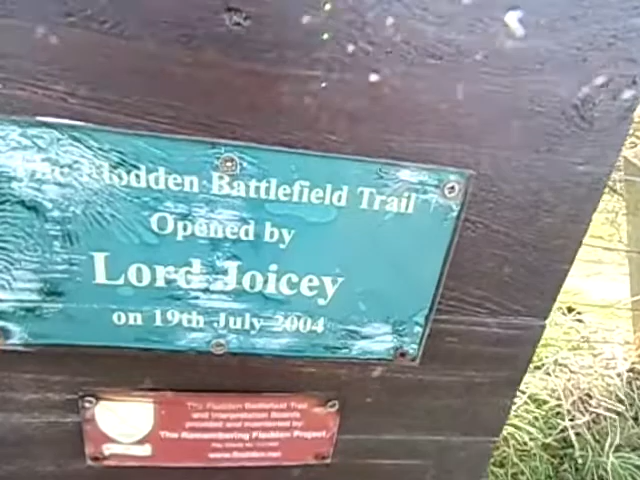 The Flodden Battlefield Trail
Opened by
Lord Joicey
on 19th July 2004
The Flodden Battlefield Trail
and Interpretation Boards
provided and maintained by:
The Remembering Flodden Project
www.flodden.net